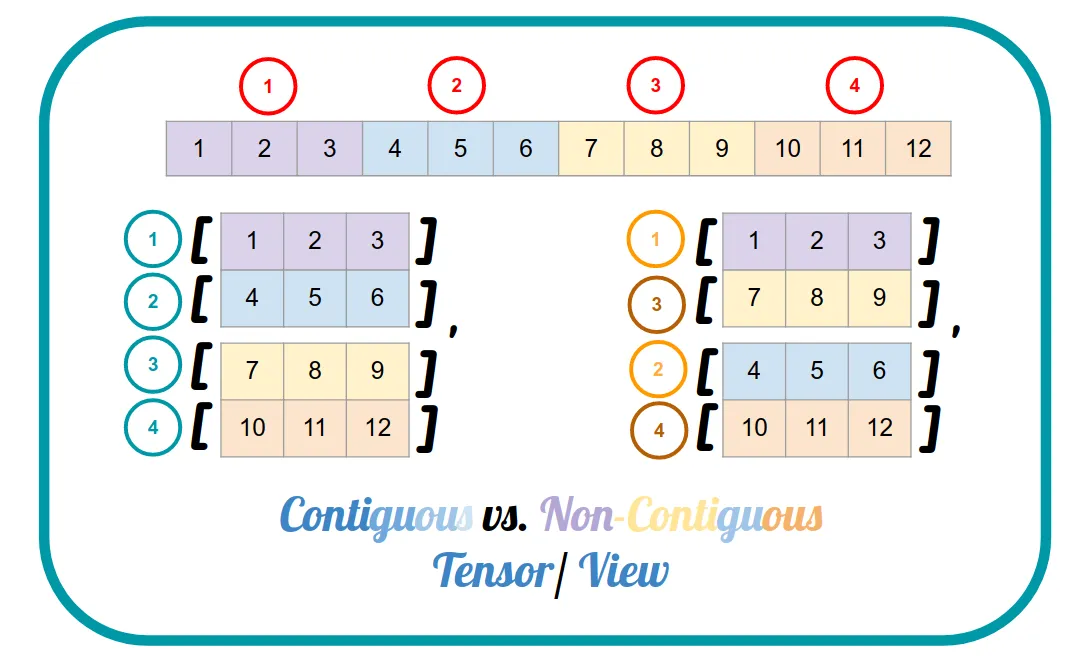 1 2 3 4
1 2 3 4 5 6 7 8 9 10 11 12
1 [ 1 2 3 ]
2 [ 4 5 6 ] ,
3 [ 7 8 9 ]
4 [ 10 11 12 ]
1 [ 1 2 3 ]
3 [ 7 8 9 ] ,
2 [ 4 5 6 ]
4 [ 10 11 12 ]
Contiguous vs. Non-Contiguous
Tensor/ View